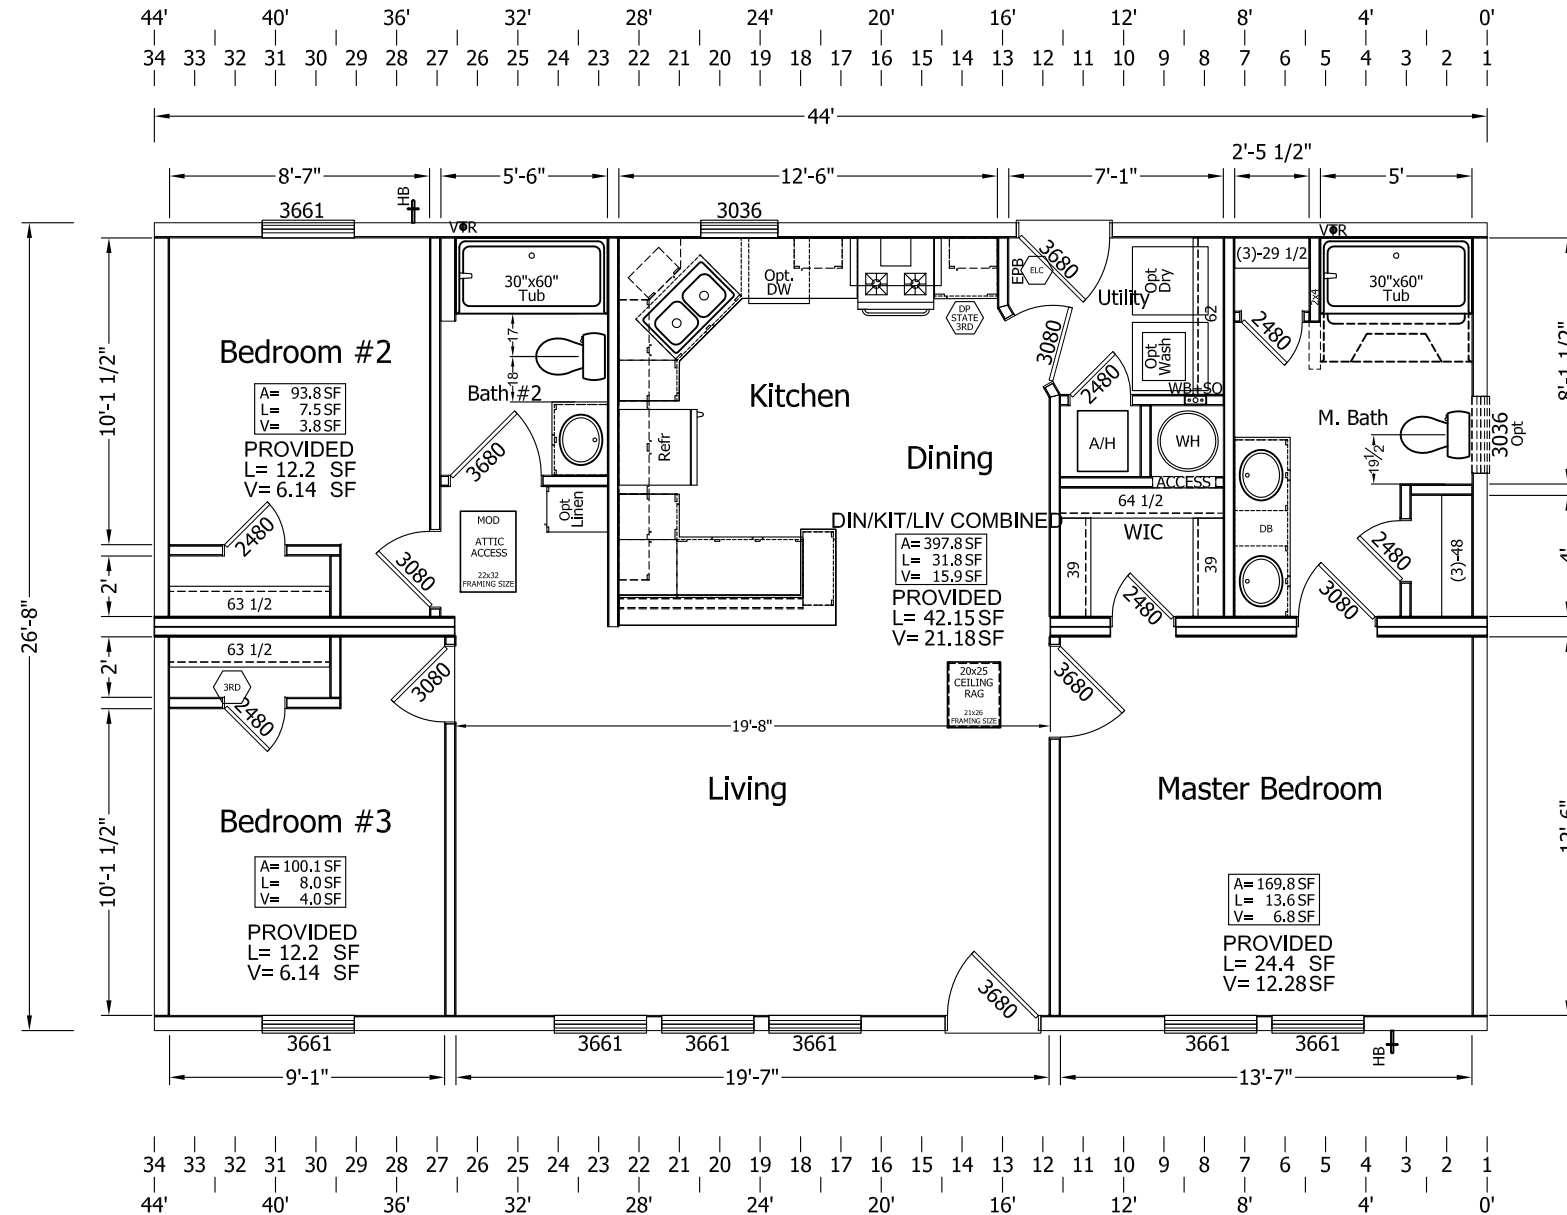 44' 40' 36' 32' 28' 24' 20' 16' 12' 8' 4' 0'
34 33 32 31 30 29 28 27 26 25 24 23 22 21 20 19 18 17 16 15 14 13 12 11 10 9 8 7 6 5 4 3 2 1
44'
2'-5 1/2"
8'-7"
5'-6"
12'-6"
7'-1"
5'
HB
3661
VTR
3036
VTR
26'-8"
10'-1 1/2"
2'
2'
10'-1 1/2"
Bedroom #2
A= 93.8 SF
L= 7.5 SF
V= 3.8 SF
PROVIDED
L= 12.2 SF
V= 6.14 SF
2480
63 1/2
3080
30"x60"
Tub
17
18
Bath #2
3680
Opt
Linen
MOD
ATTIC
ACCESS
22x32
FRAMING SIZE
Opt.
DW
Refr
Kitchen
DP
STATE
3RD
Dining
DIN/KIT/LIV COMBINED
A= 397.8 SF
L= 31.8 SF
V= 15.9 SF
PROVIDED
L= 42.15 SF
V= 21.18 SF
EPB
ELC
3680
Utility
Opt
Dry
62
Opt
Wash
WB+SO
3080
2480
A/H
WH
ACCESS
64 1/2
WIC
39
39
2480
(3)-29 1/2
2x4
2480
30"x60"
Tub
M. Bath
19 1/2
3036
Opt
DB
2480
(3)-48
3080
8'-1 1/2"
4'
12'-6"
63 1/2
3RD
2480
3080
Bedroom #3
A= 100.1 SF
L= 8.0 SF
V= 4.0 SF
PROVIDED
L= 12.2 SF
V= 6.14 SF
20x25
CEILING
RAG
21x26
FRAMING SIZE
19'-8"
Living
3680
3680
Master Bedroom
A= 169.8 SF
L= 13.6 SF
V= 6.8 SF
PROVIDED
L= 24.4 SF
V= 12.28 SF
3661
3661
3661
3661
3661
3661
HB
9'-1"
19'-7"
13'-7"
34 33 32 31 30 29 28 27 26 25 24 23 22 21 20 19 18 17 16 15 14 13 12 11 10 9 8 7 6 5 4 3 2 1
44' 40' 36' 32' 28' 24' 20' 16' 12' 8' 4' 0'